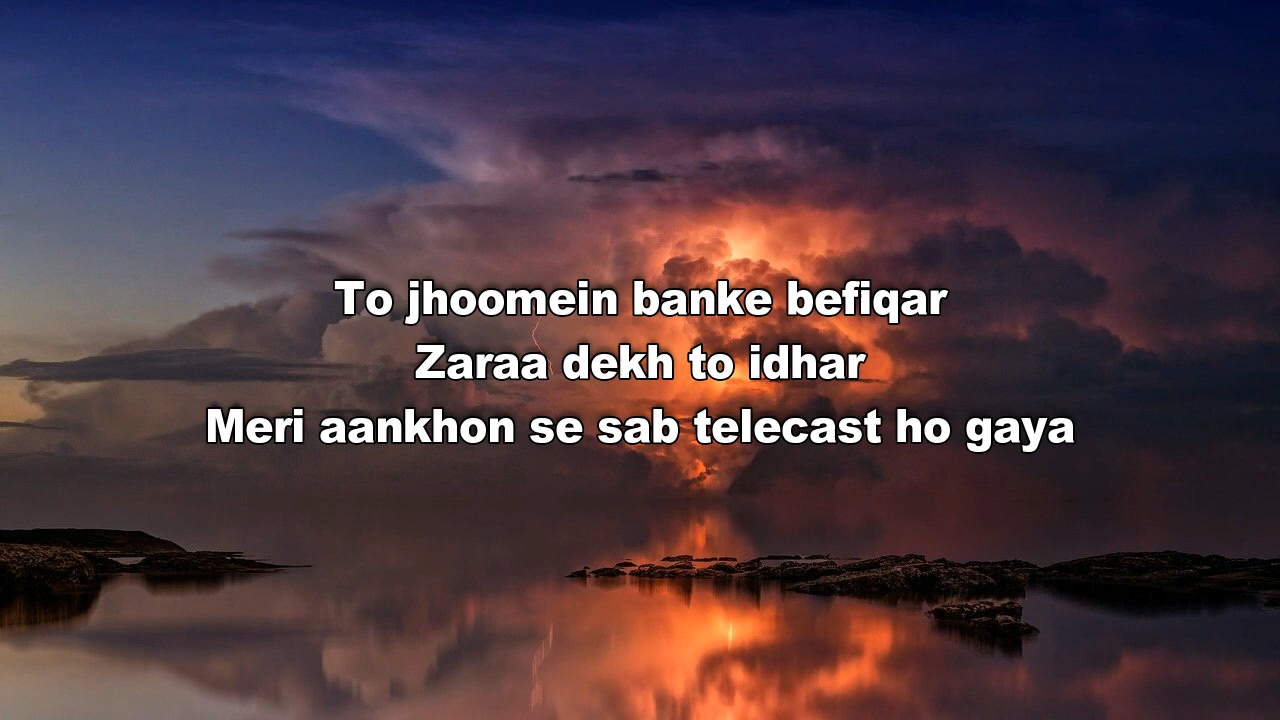 To jhoomein banke befiqar
Zaraa dekh to idhar
Meri aankhon se sab telecast ho gaya